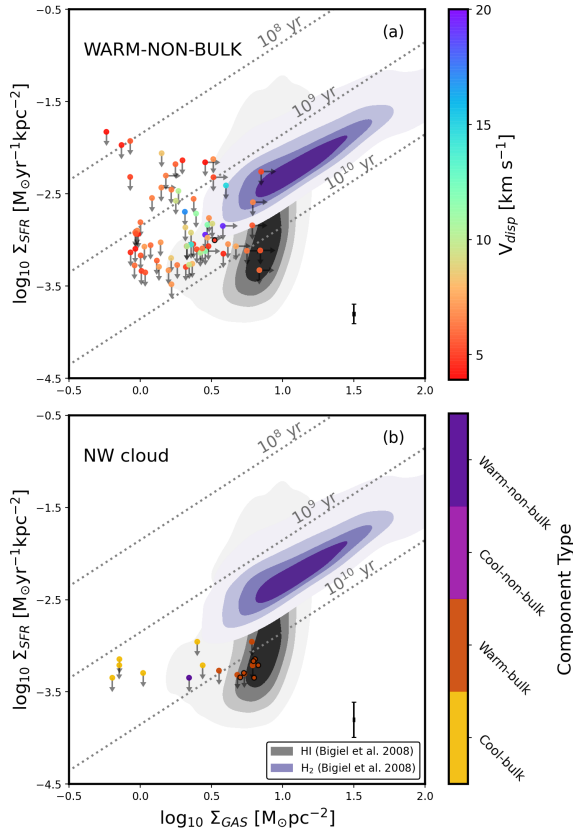 WARM-NON-BULK
(a)
10⁸ yr
10⁹ yr
10¹⁰ yr
−0.5
−1.5
−2.5
−3.5
−4.5
log₁₀ Σ_SFR [M⊙yr⁻¹kpc⁻²]
−0.5 0.0 0.5 1.0 1.5 2.0
20
15
10
5
V_disp [km s⁻¹]
NW cloud
(b)
10⁸ yr
10⁹ yr
10¹⁰ yr
−0.5
−1.5
−2.5
−3.5
−4.5
log₁₀ Σ_SFR [M⊙yr⁻¹kpc⁻²]
HI (Bigiel et al. 2008)
H₂ (Bigiel et al. 2008)
−0.5 0.0 0.5 1.0 1.5 2.0
log₁₀ Σ_GAS [M⊙pc⁻²]
Warm-non-bulk
Cool-non-bulk
Warm-bulk
Cool-bulk
Component Type